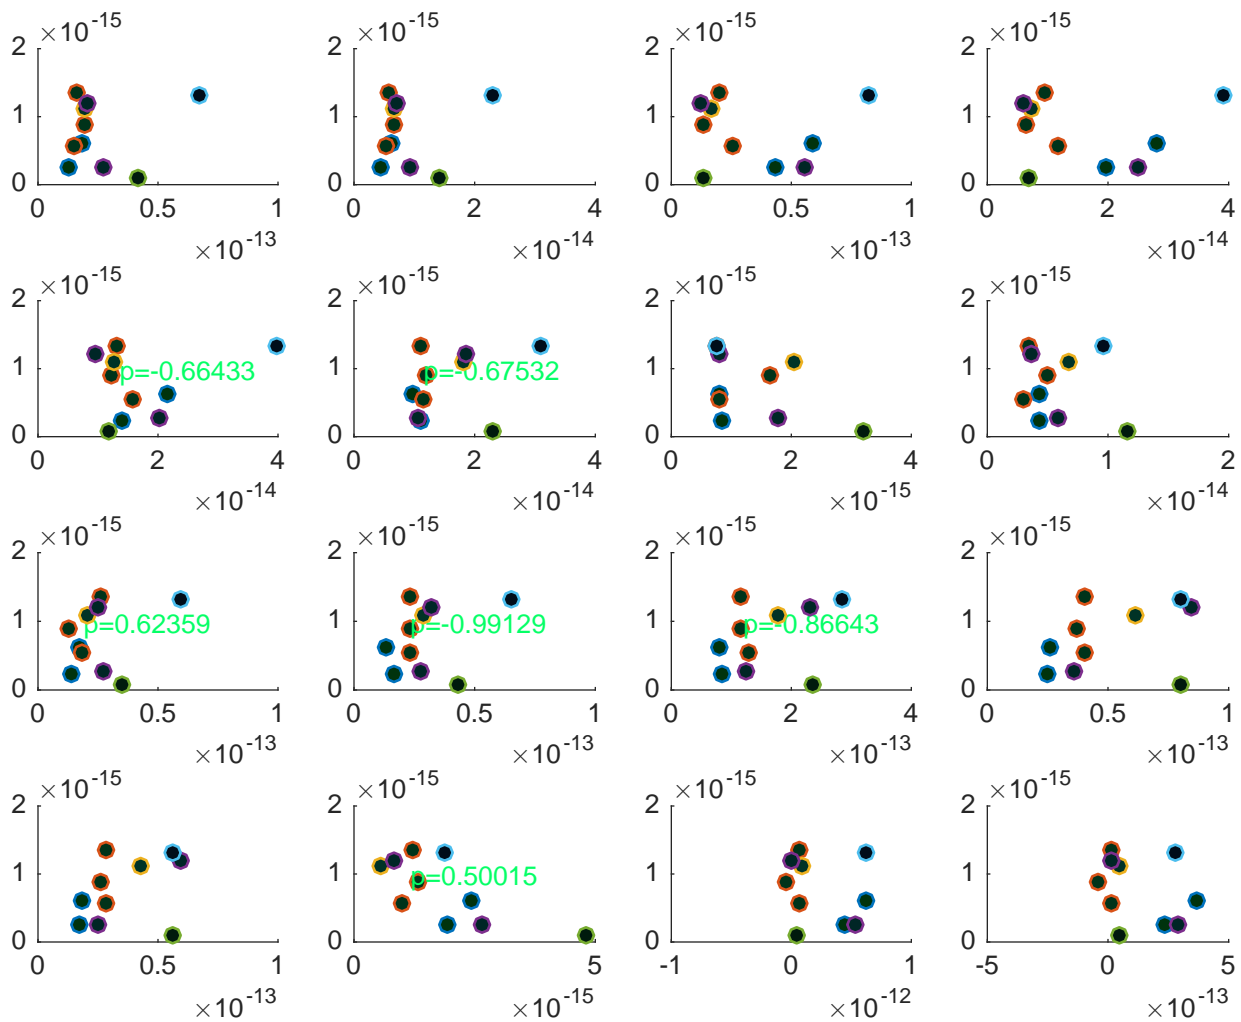 ×10-15 ×10-15 ×10-15 ×10-15
2 2 2 2
1 1 1 1
0 0 0 0
0 0.5 1 0 2 4 0 0.5 1 0 2 4
×10-13 ×10-14 ×10-13 ×10-14
×10-15 ×10-15 ×10-15 ×10-15
2 2 2 2
1 p=-0.66433 1 p=-0.67532 1 1
0 0 0 0
0 2 4 0 2 4 0 2 4 0 1 2
×10-14 ×10-14 ×10-15 ×10-14
×10-15 ×10-15 ×10-15 ×10-15
2 2 2 2
1 p=0.62359 1 p=-0.99129 1 p=-0.86643 1
0 0 0 0
0 0.5 1 0 0.5 1 0 2 4 0 0.5 1
×10-13 ×10-13 ×10-13 ×10-13
×10-15 ×10-15 ×10-15 ×10-15
2 2 2 2
1 1 p=0.50015 1 1
0 0 0 0
0 0.5 1 0 5 -1 0 1 -5 0 5
×10-13 ×10-15 ×10-12 ×10-13